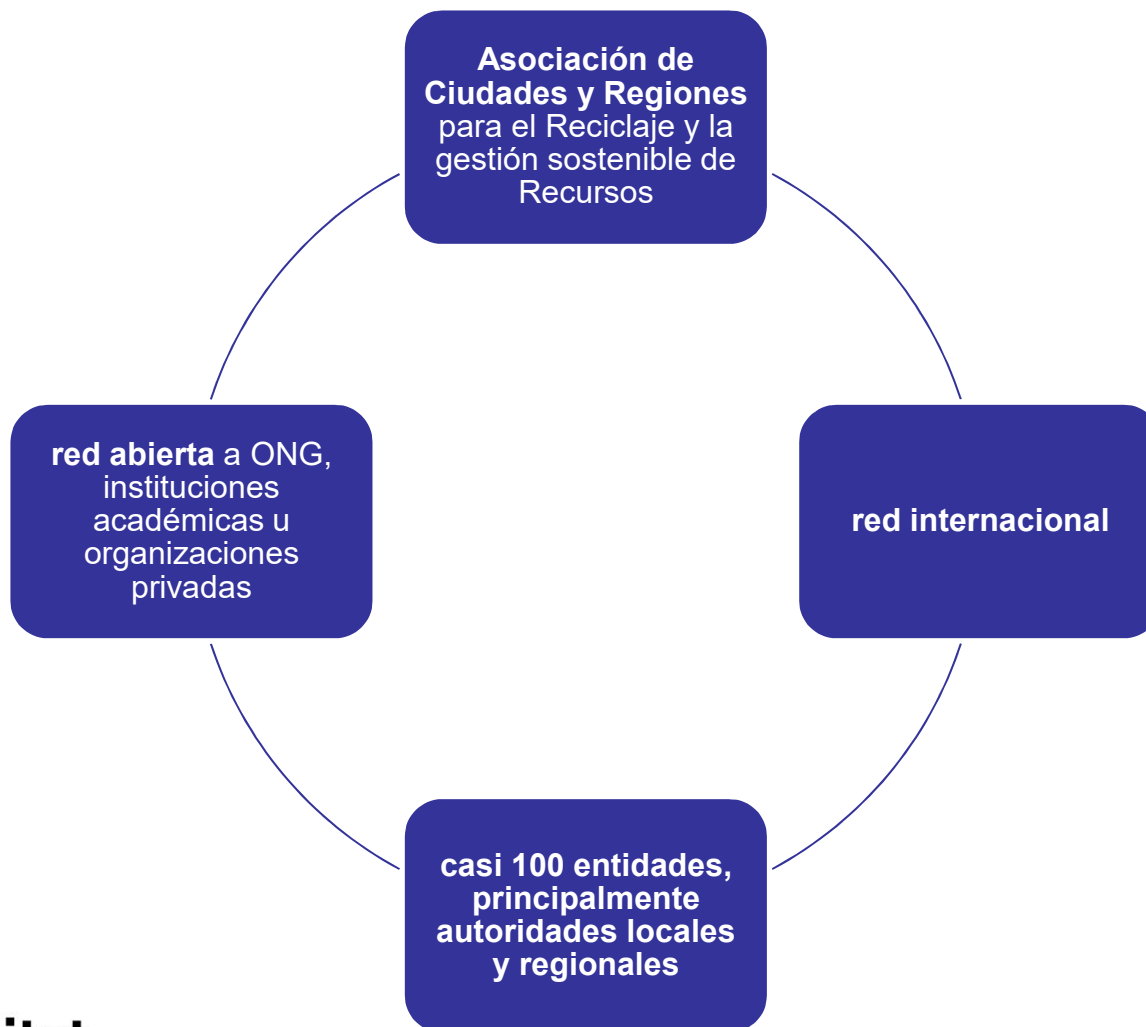 Asociación de
Ciudades y Regiones
para el Reciclaje y la
gestión sostenible de
Recursos
red abierta a ONG,
instituciones
académicas u
organizaciones
privadas
red internacional
casi 100 entidades,
principalmente
autoridades locales
y regionales